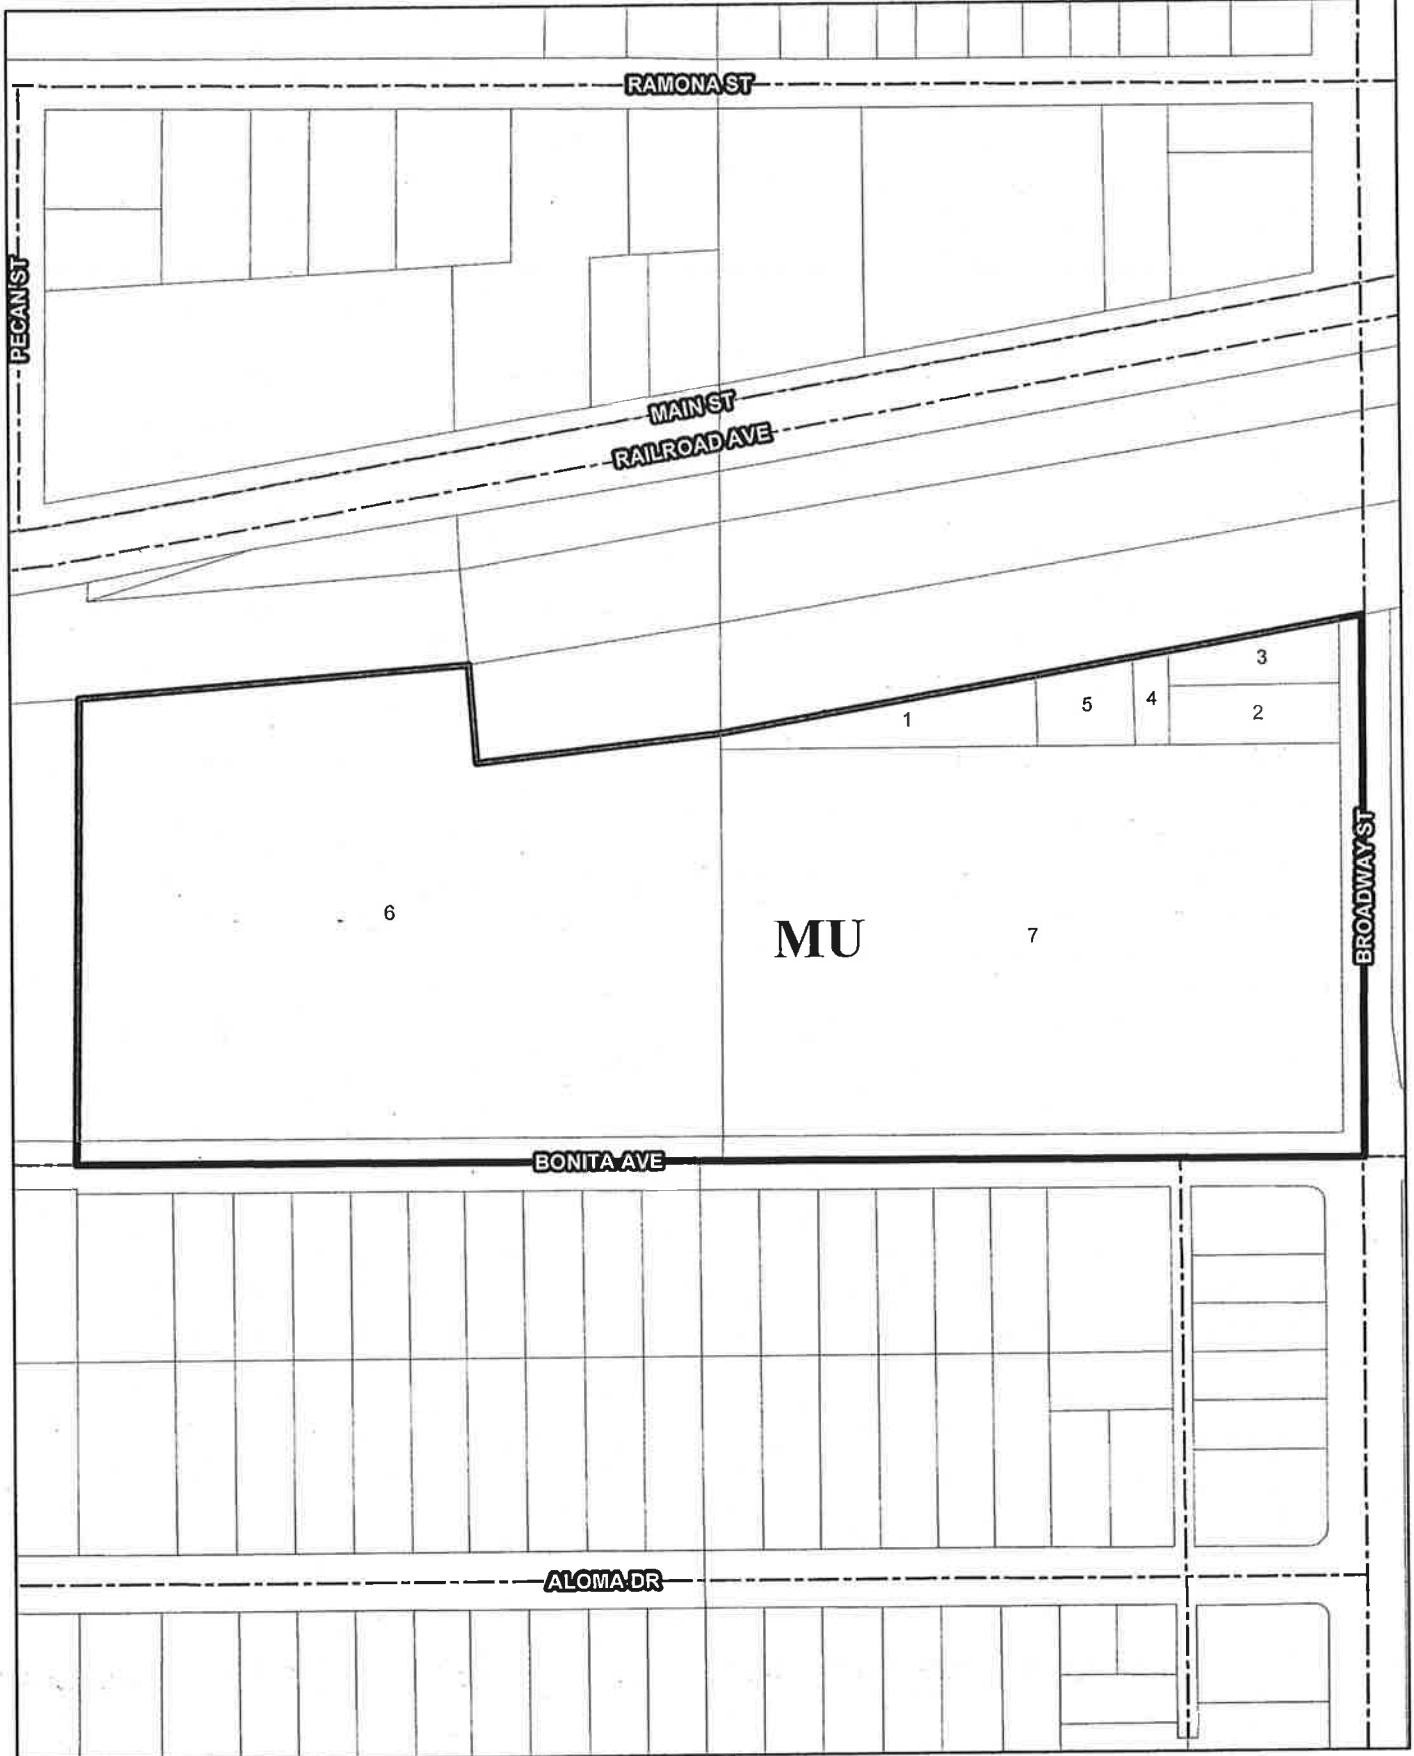 RAMONA ST
PECAN ST
MAIN ST
RAILROAD AVE
3
5
4
1
2
BROADWAY ST
6
MU
7
BONITA AVE
ALOMA DR